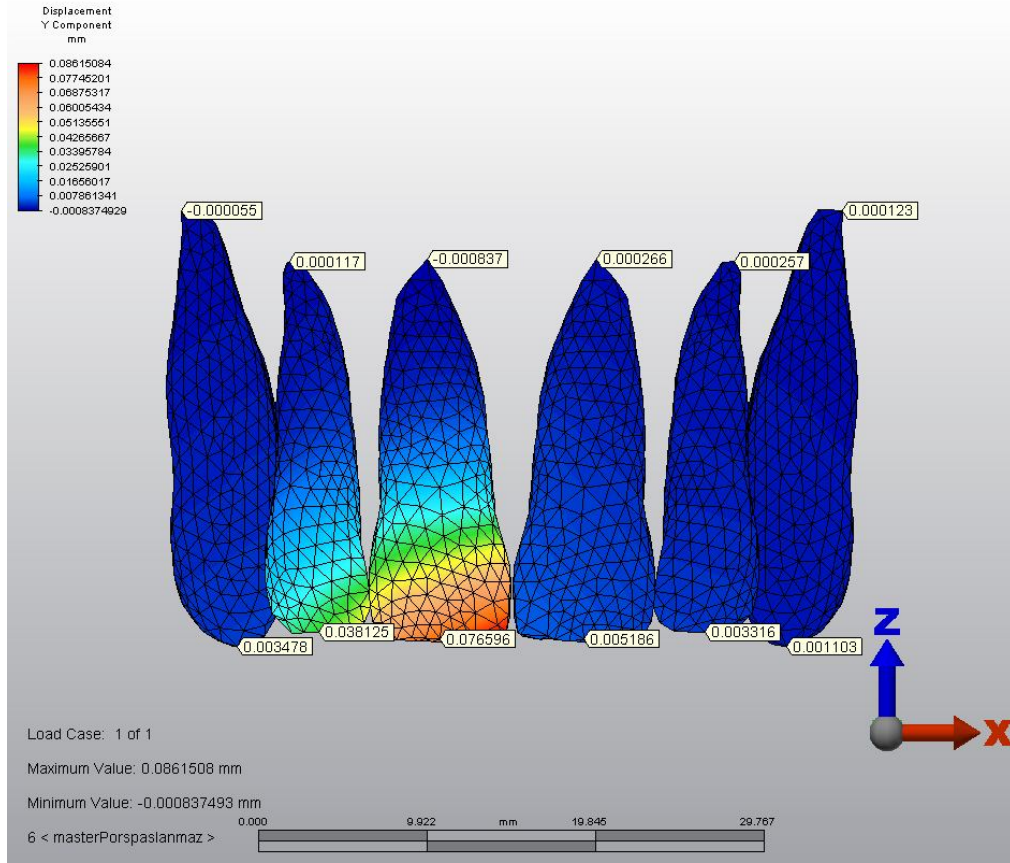 Displacement
Y Component
mm
0.08615084
0.07745201
0.06875317
0.06005434
0.05135551
0.04265667
0.03395784
0.02525901
0.01656017
0.007861341
-0.0008374929
-0.000055
0.000123
0.000117
-0.000837
0.000266
0.000257
0.038125
0.076596
0.005186
0.003316
0.003478
0.001103
Z
X
Load Case: 1 of 1
Maximum Value: 0.0861508 mm
Minimum Value: -0.000837493 mm
0.000 9.922 mm 19.845 29.767
6 < masterPorspaslanmaz >